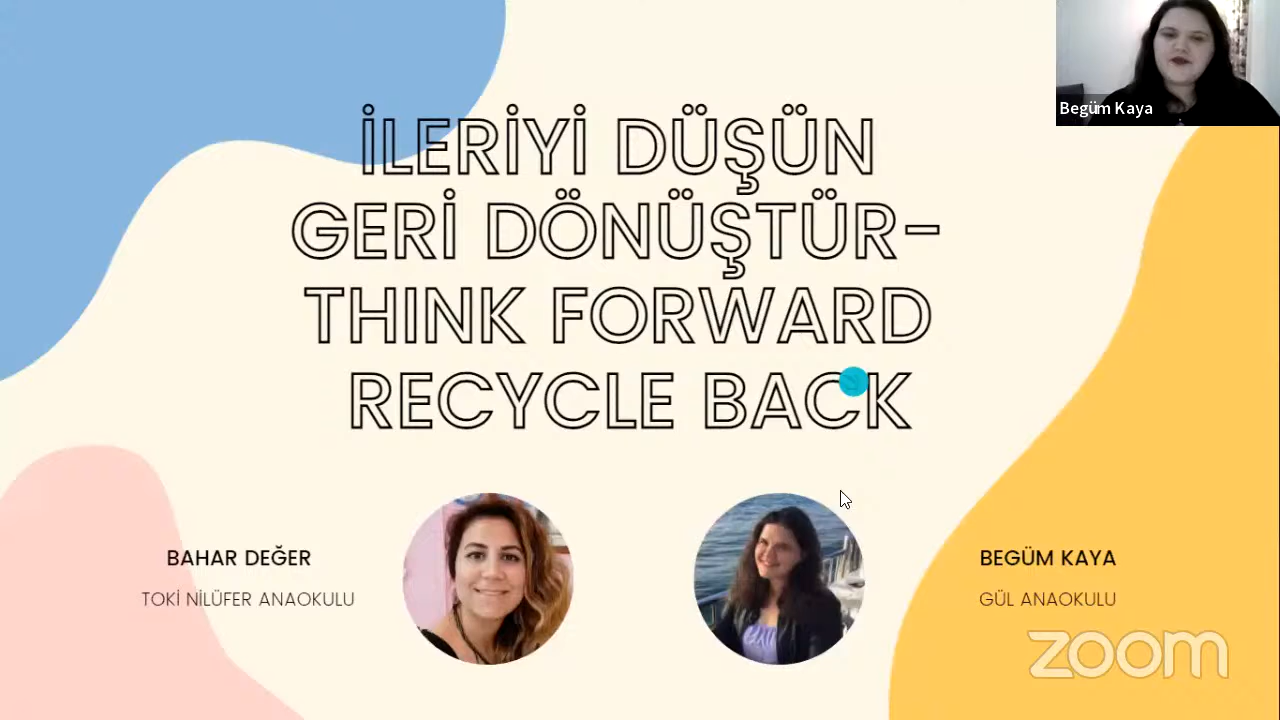 Begüm Kaya
İLERİYİ DÜŞÜN
GERİ DÖNÜŞTÜR-
THINK FORWARD
RECYCLE BACK
BAHAR DEĞER
TOKİ NİLÜFER ANAOKULU
BEGÜM KAYA
GÜL ANAOKULU
zoom